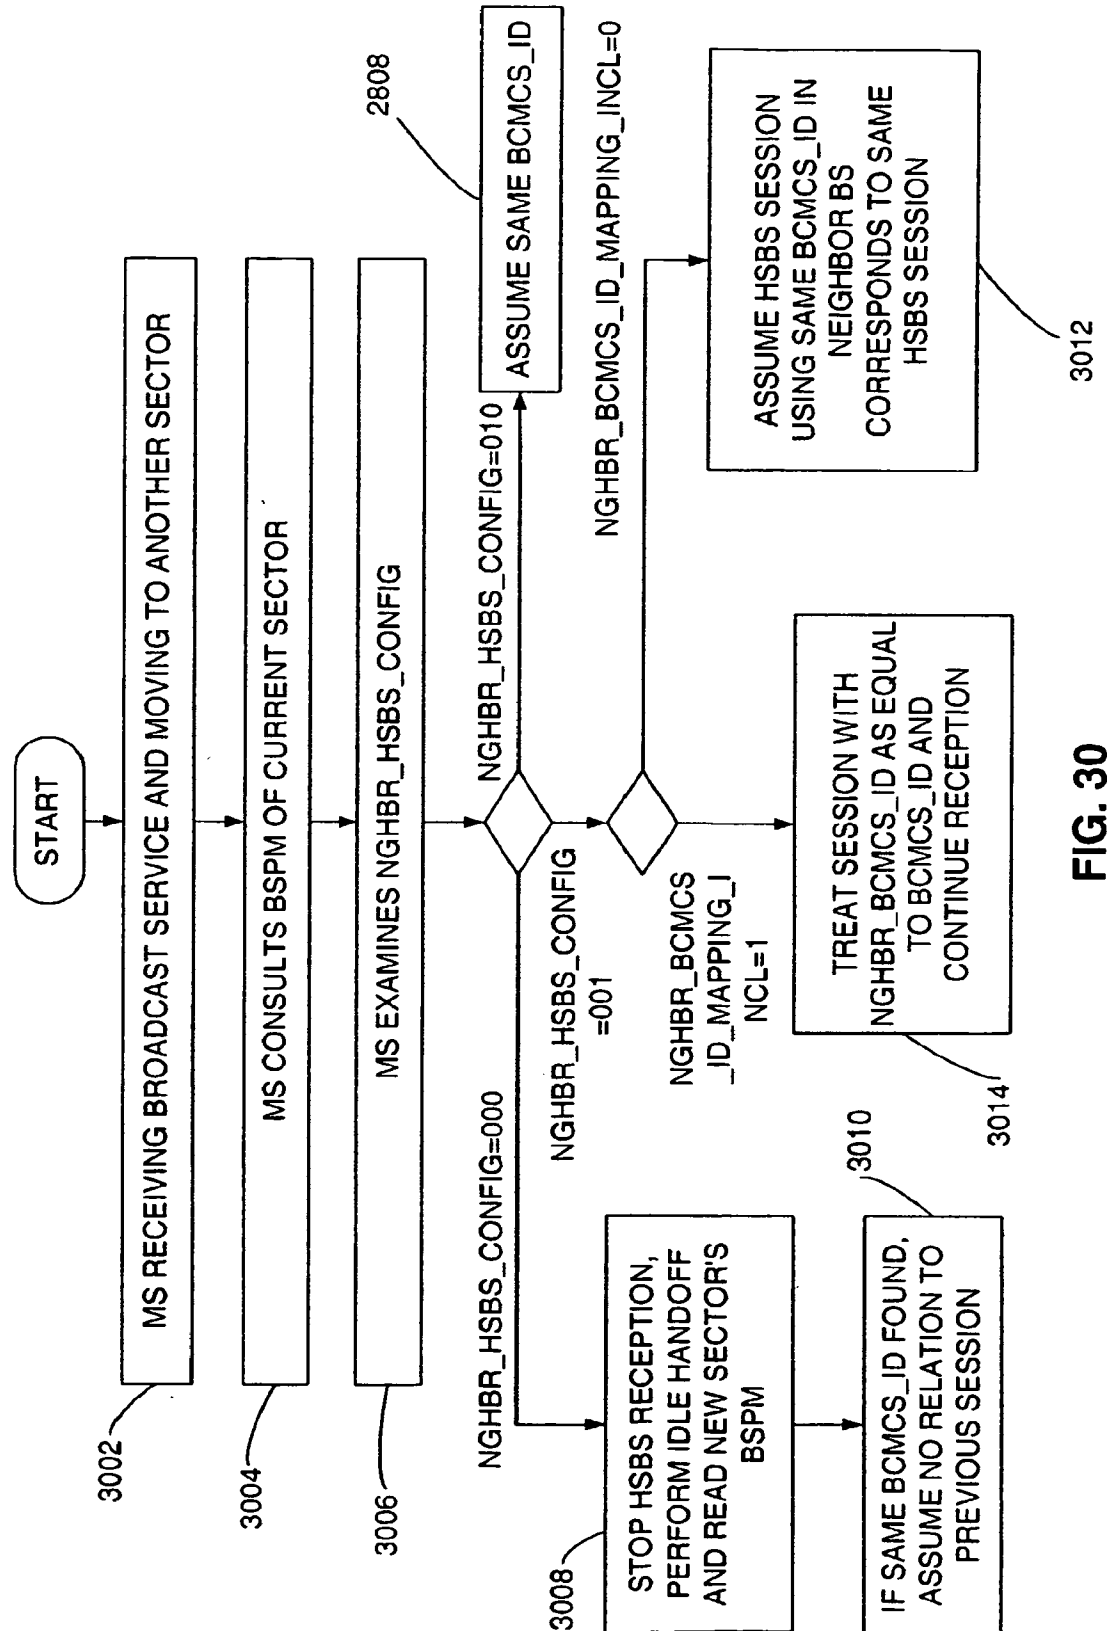 START
MS RECEIVING BROADCAST SERVICE AND MOVING TO ANOTHER SECTOR
3002
MS CONSULTS BSPM OF CURRENT SECTOR
3004
MS EXAMINES NGHBR_HSBS_CONFIG
3006
NGHBR_HSBS_CONFIG=000
NGHBR_HSBS_CONFIG=010
ASSUME SAME BCMCS_ID
2808
NGHBR_HSBS_CONFIG
=001
NGHBR_BCMCS_ID_MAPPING_INCL=0
STOP HSBS RECEPTION,
PERFORM IDLE HANDOFF
AND READ NEW SECTOR'S
BSPM
3008
NGHBR_BCMCS
_ID_MAPPING_I
NCL=1
ASSUME HSBS SESSION
USING SAME BCMCS_ID IN
NEIGHBOR BS
CORRESPONDS TO SAME
HSBS SESSION
3012
TREAT SESSION WITH
NGHBR_BCMCS_ID AS EQUAL
TO BCMCS_ID AND
CONTINUE RECEPTION
3014
3010
IF SAME BCMCS_ID FOUND,
ASSUME NO RELATION TO
PREVIOUS SESSION
FIG. 30